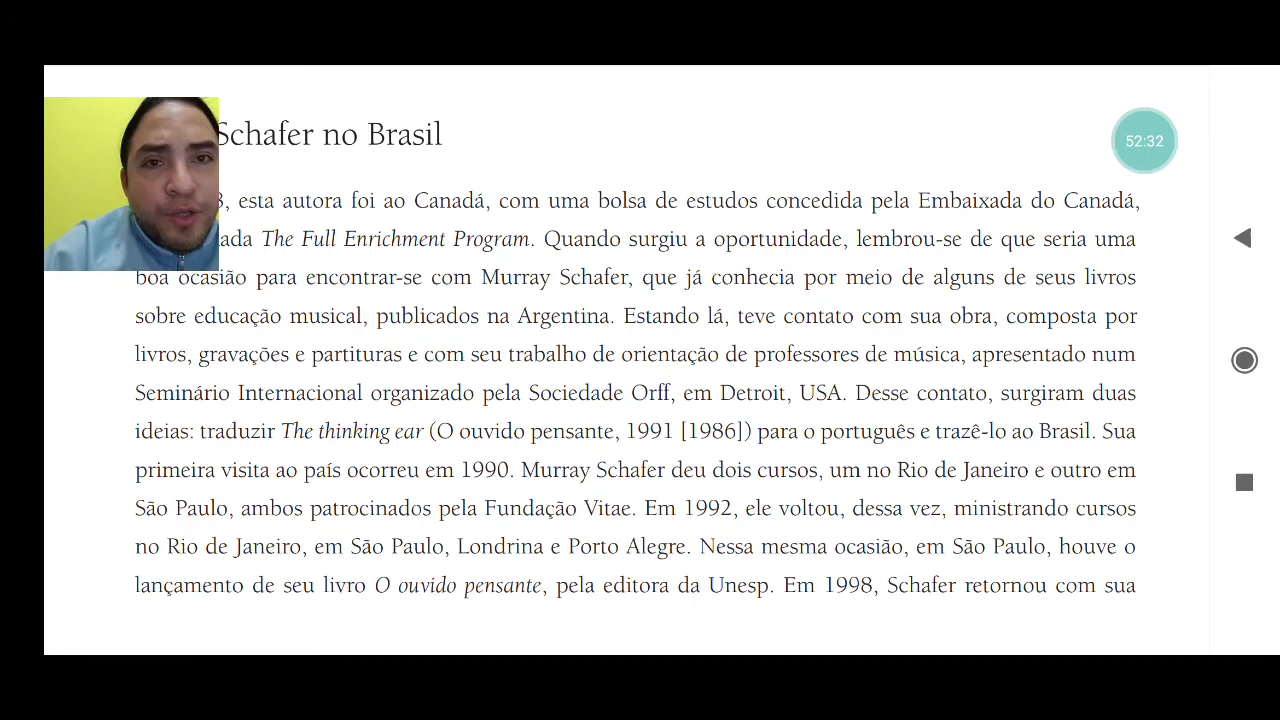 Schafer no Brasil
52:32
, esta autora foi ao Canadá, com uma bolsa de estudos concedida pela Embaixada do Canadá,
ada The Full Enrichment Program. Quando surgiu a oportunidade, lembrou-se de que seria uma
boa ocasião para encontrar-se com Murray Schafer, que já conhecia por meio de alguns de seus livros
sobre educação musical, publicados na Argentina. Estando lá, teve contato com sua obra, composta por
livros, gravações e partituras e com seu trabalho de orientação de professores de música, apresentado num
Seminário Internacional organizado pela Sociedade Orff, em Detroit, USA. Desse contato, surgiram duas
ideias: traduzir The thinking ear (O ouvido pensante, 1991 [1986]) para o português e trazê-lo ao Brasil. Sua
primeira visita ao país ocorreu em 1990. Murray Schafer deu dois cursos, um no Rio de Janeiro e outro em
São Paulo, ambos patrocinados pela Fundação Vitae. Em 1992, ele voltou, dessa vez, ministrando cursos
no Rio de Janeiro, em São Paulo, Londrina e Porto Alegre. Nessa mesma ocasião, em São Paulo, houve o
lançamento de seu livro O ouvido pensante, pela editora da Unesp. Em 1998, Schafer retornou com sua